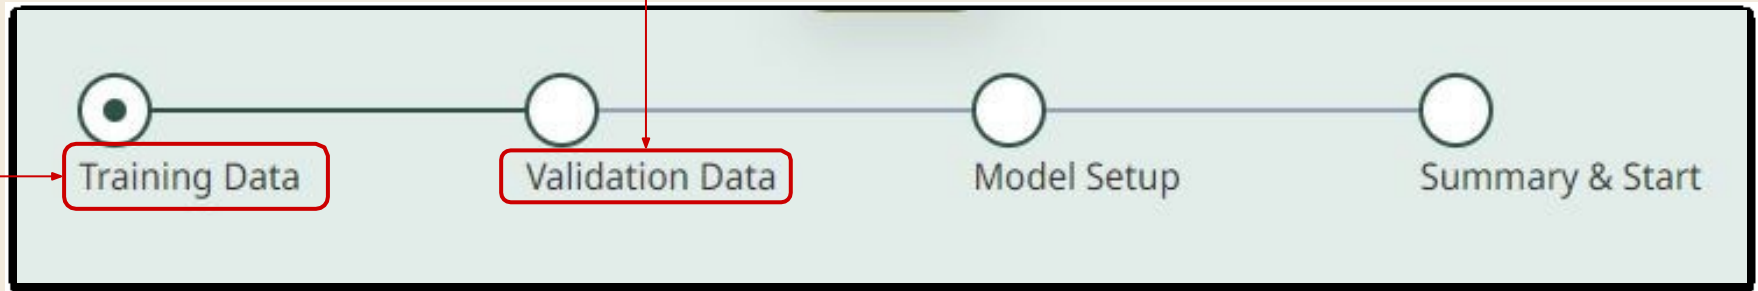 Training Data
Validation Data
Model Setup
Summary & Start